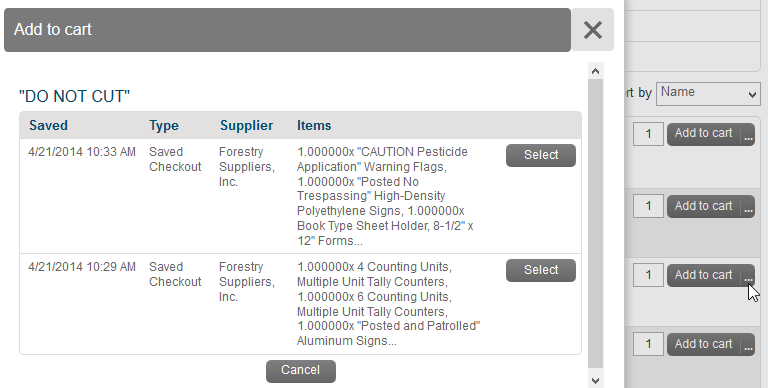 Add to cart
"DO NOT CUT"
Saved Type Supplier Items
4/21/2014 10:33 AM Saved Forestry 1.000000x "CAUTION Pesticide Select
Checkout Suppliers, Application" Warning Flags,
Inc. 1.000000x "Posted No
Trespassing" High-Density
Polyethylene Signs, 1.000000x
Book Type Sheet Holder, 8-1/2" x
12" Forms...
4/21/2014 10:29 AM Saved Forestry 1.000000x 4 Counting Units, Select
Checkout Suppliers, Multiple Unit Tally Counters,
Inc. 1.000000x 6 Counting Units,
Multiple Unit Tally Counters,
1.000000x "Posted and Patrolled"
Aluminum Signs...
Cancel
by Name
1 Add to cart ...
1 Add to cart ...
1 Add to cart ...
1 Add to cart ...